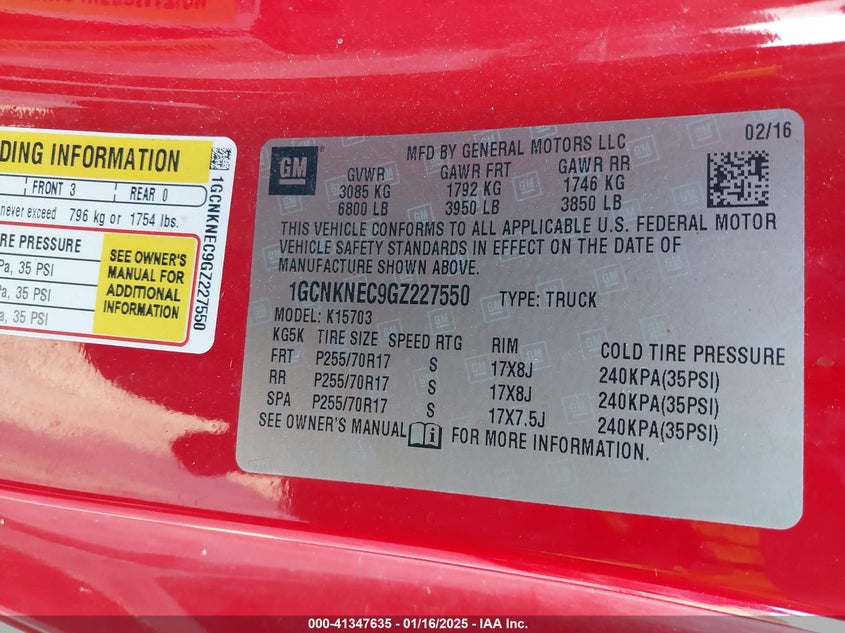 DING INFORMATION
FRONT 3 REAR 0
never exceed 796 kg or 1754 lbs.
RE PRESSURE
Pa, 35 PSI
a, 35 PSI
a, 35 PSI
SEE OWNER'S
MANUAL FOR
ADDITIONAL
INFORMATION
1GCNKNEC9GZ227550
GM
MFD BY GENERAL MOTORS LLC
02/16
GVWR GAWR FRT GAWR RR
3085 KG 1792 KG 1746 KG
6800 LB 3950 LB 3850 LB
THIS VEHICLE CONFORMS TO ALL APPLICABLE U.S. FEDERAL MOTOR
VEHICLE SAFETY STANDARDS IN EFFECT ON THE DATE OF
MANUFACTURE SHOWN ABOVE.
1GCNKNEC9GZ227550 TYPE: TRUCK
MODEL: K15703
KG5K TIRE SIZE SPEED RTG RIM COLD TIRE PRESSURE
FRT P255/70R17 S 17X8J 240KPA(35PSI)
RR P255/70R17 S 17X8J 240KPA(35PSI)
SPA P255/70R17 S 17X7.5J 240KPA(35PSI)
SEE OWNER'S MANUAL FOR MORE INFORMATION.
000-41347635 - 01/16/2025 - IAA Inc.